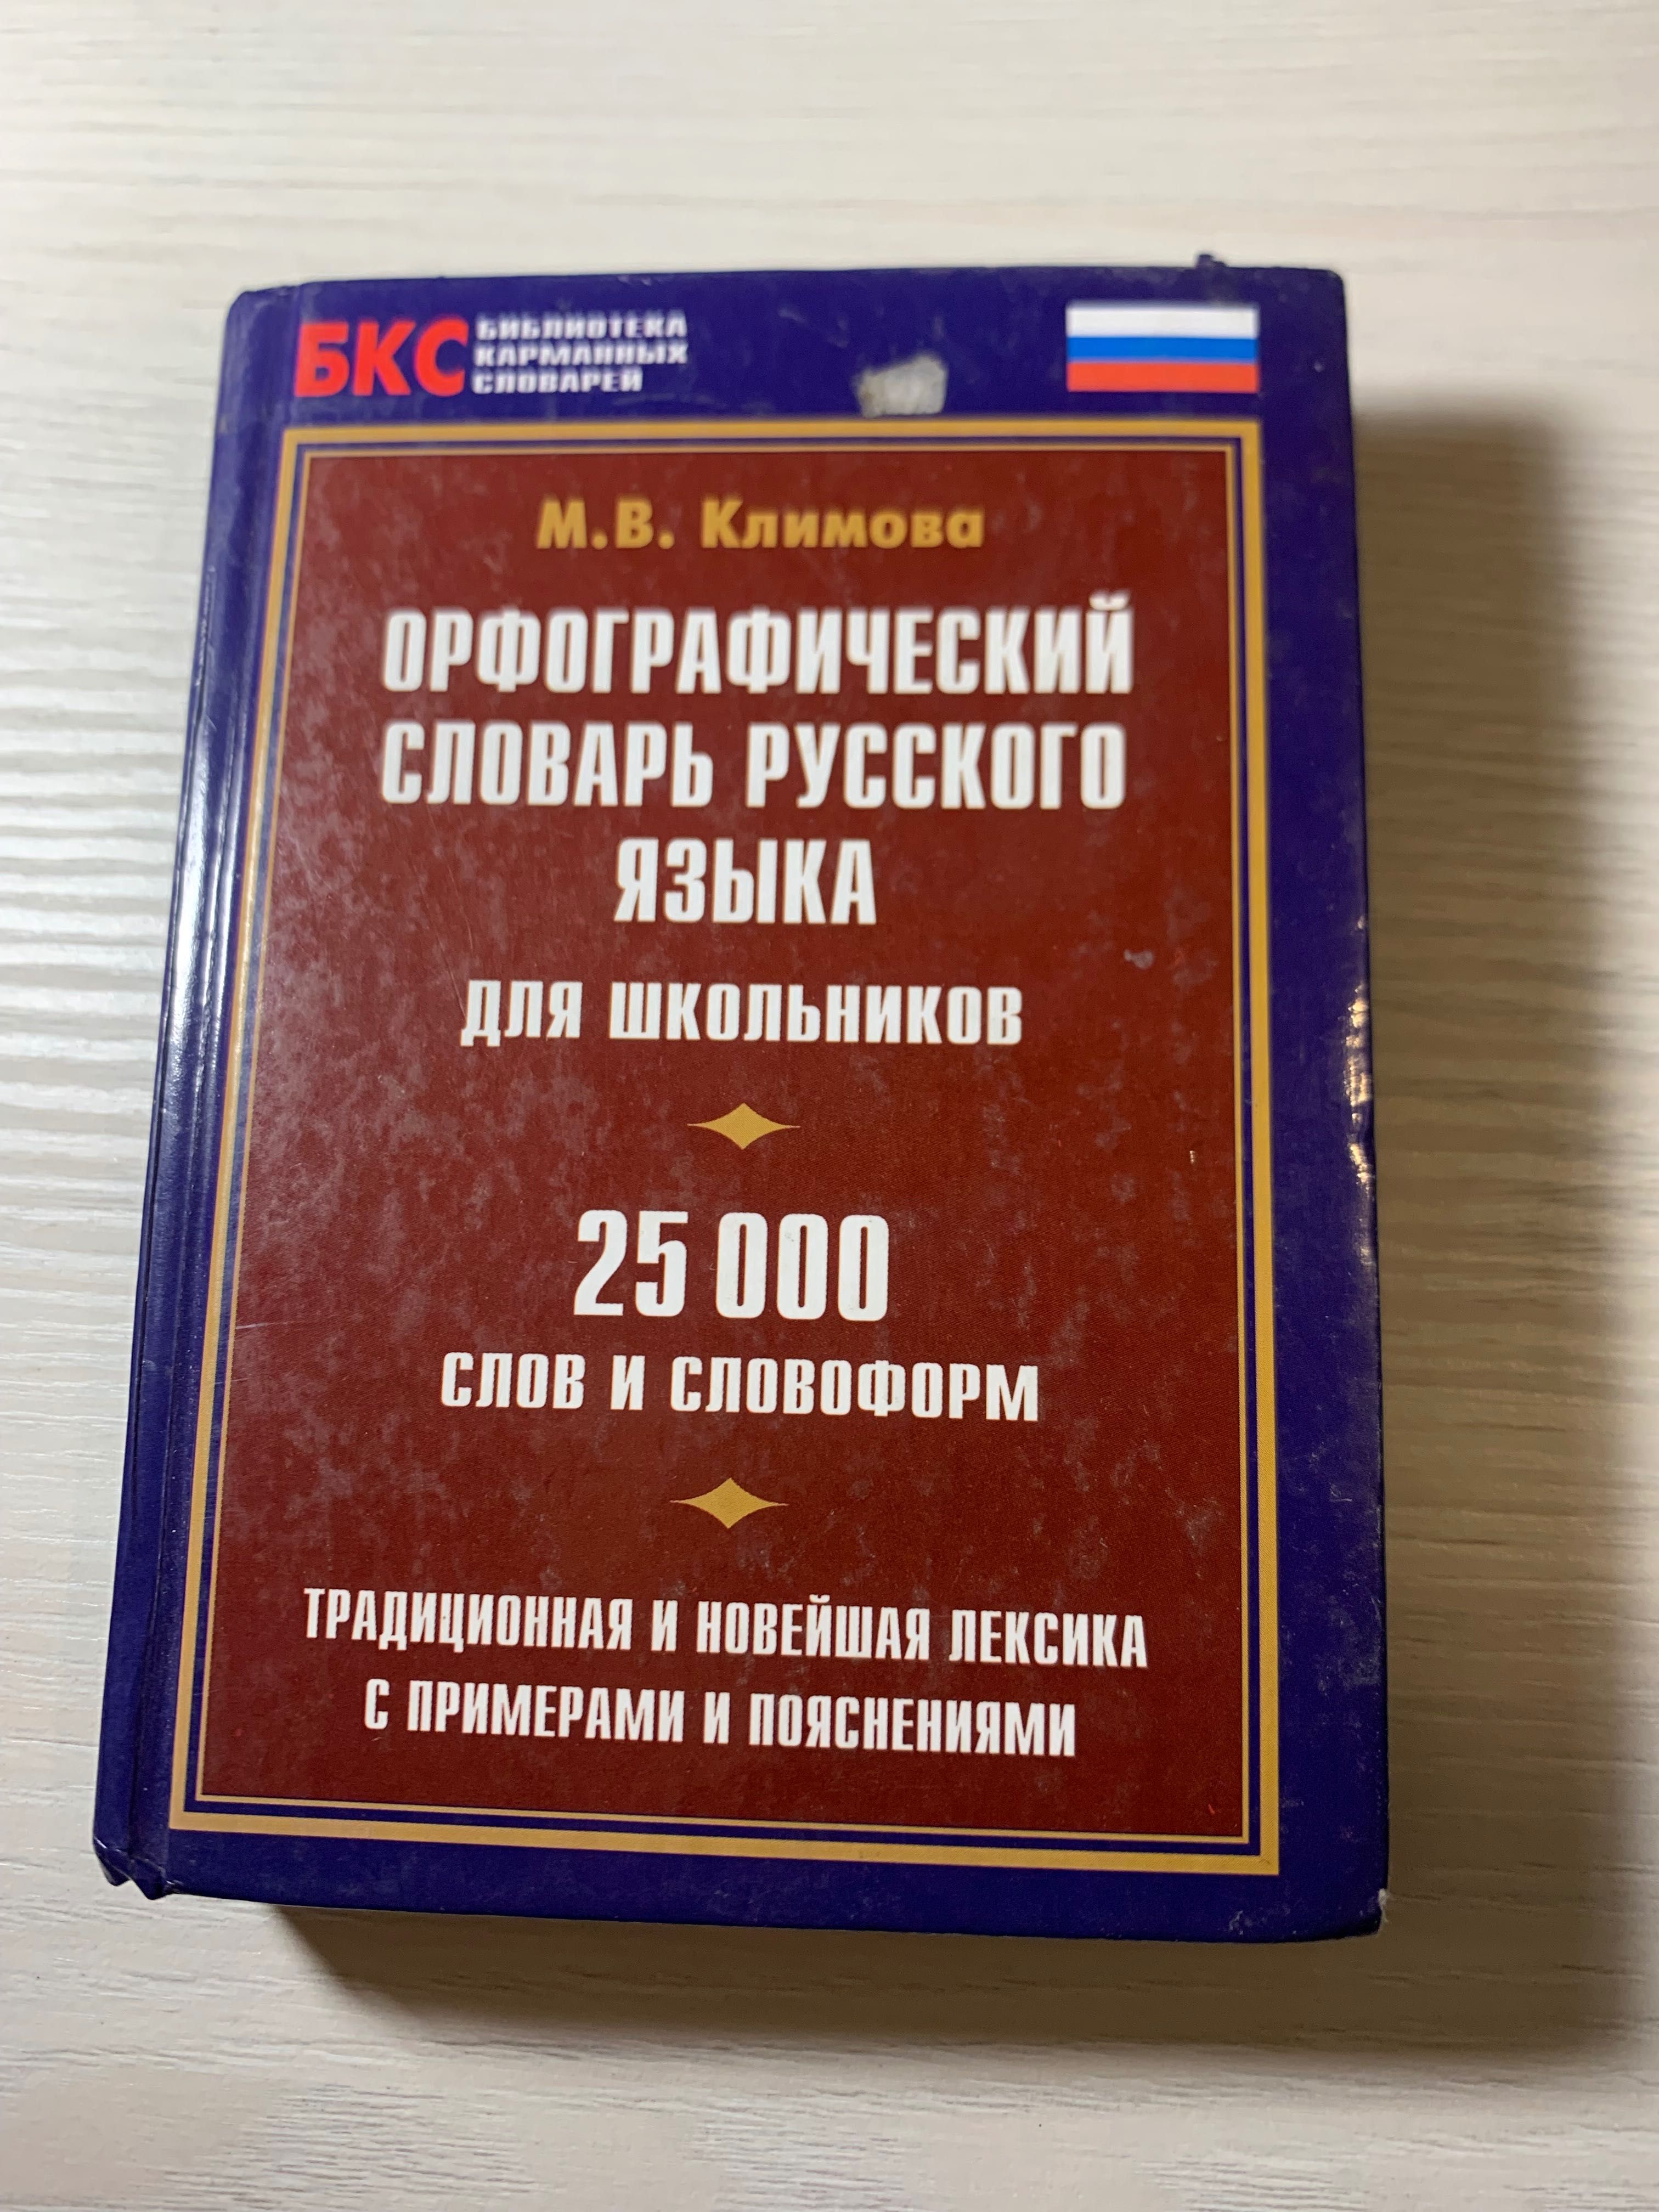 БКС
БИБЛИОТЕКА
КАРМАННЫХ
СЛОВАРЕЙ
М.В. Климова
ОРФОГРАФИЧЕСКИЙ
СЛОВАРЬ РУССКОГО
ЯЗЫКА
ДЛЯ ШКОЛЬНИКОВ
25 000
СЛОВ И СЛОВОФОРМ
ТРАДИЦИОННАЯ И НОВЕЙШАЯ ЛЕКСИКА
С ПРИМЕРАМИ И ПОЯСНЕНИЯМИ